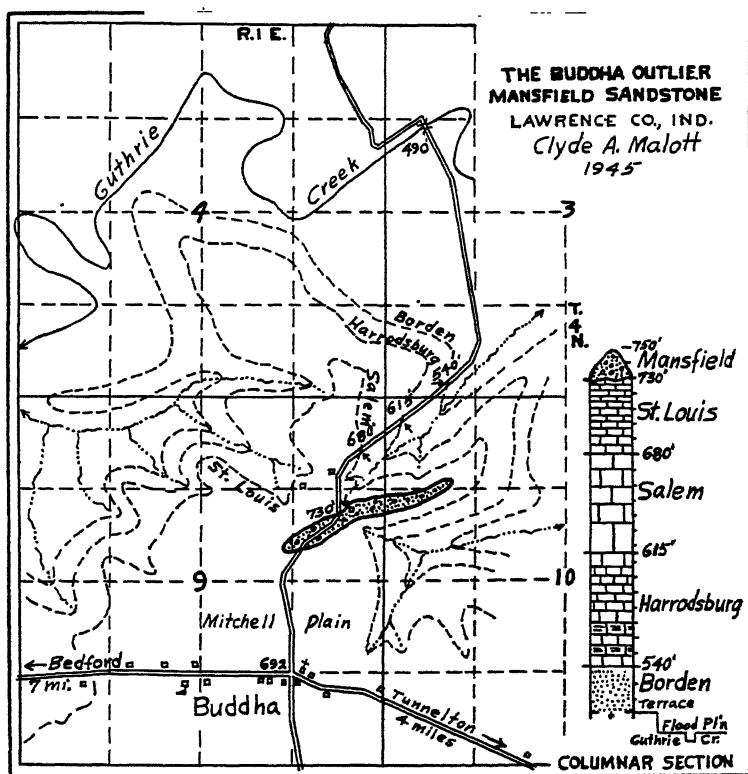 R.1 E.
THE BUDDHA OUTLIER
MANSFIELD SANDSTONE
LAWRENCE CO., IND.
Clyde A. Malott
1945
Guthrie
Creek
490'
4
3
T.
4
N.
Borden
Harrodsburg
Salem
540'
615'
680'
St. Louis
730'
9
10
Mitchell Plain
Bedford
7 mi.
692
Buddha
Tunnelton
4 miles
750'
Mansfield
730'
St. Louis
680'
Salem
615'
Harrodsburg
540'
Borden
Terrace
Flood Pl'n
Guthrie Cr.
COLUMNAR SECTION